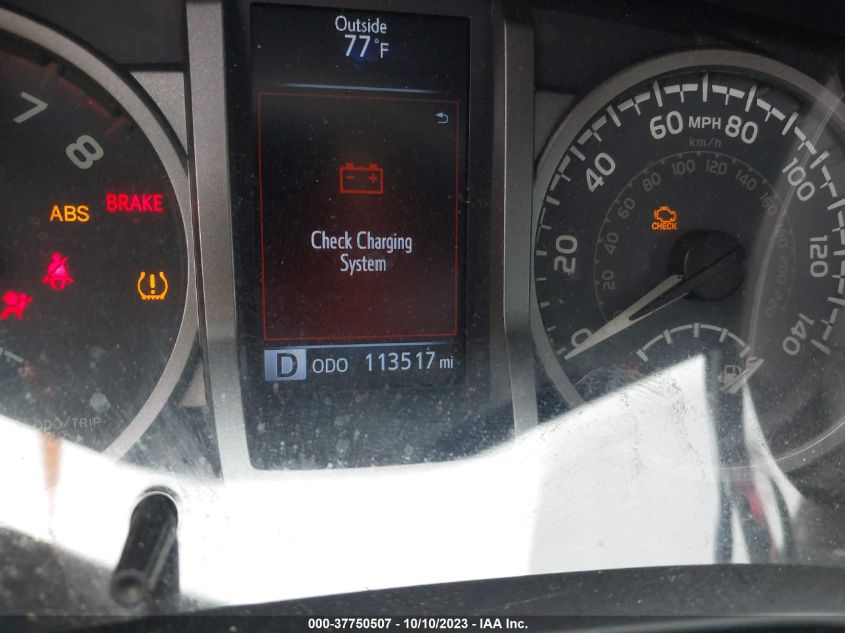 Outside
77°F
7
8
ABS
BRAKE
Check Charging
System
D ODO 113517 mi
ODO/TRIP
0
20
40
60
MPH
80
100
120
140
km/h
20
40
60
80
100
120
140
160
CHECK
000-37750507 - 10/10/2023 - IAA Inc.